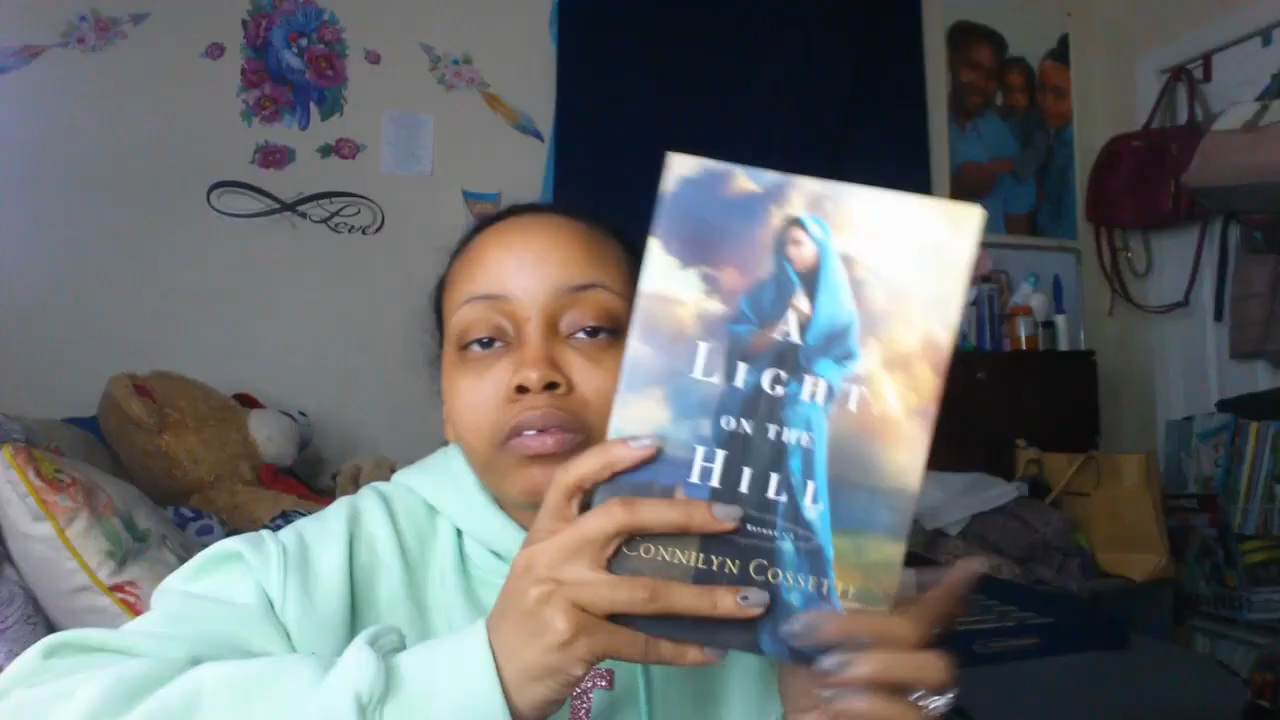 Love
A
LIGHT
ON THE
HILL
CONNILYN COSSETTE